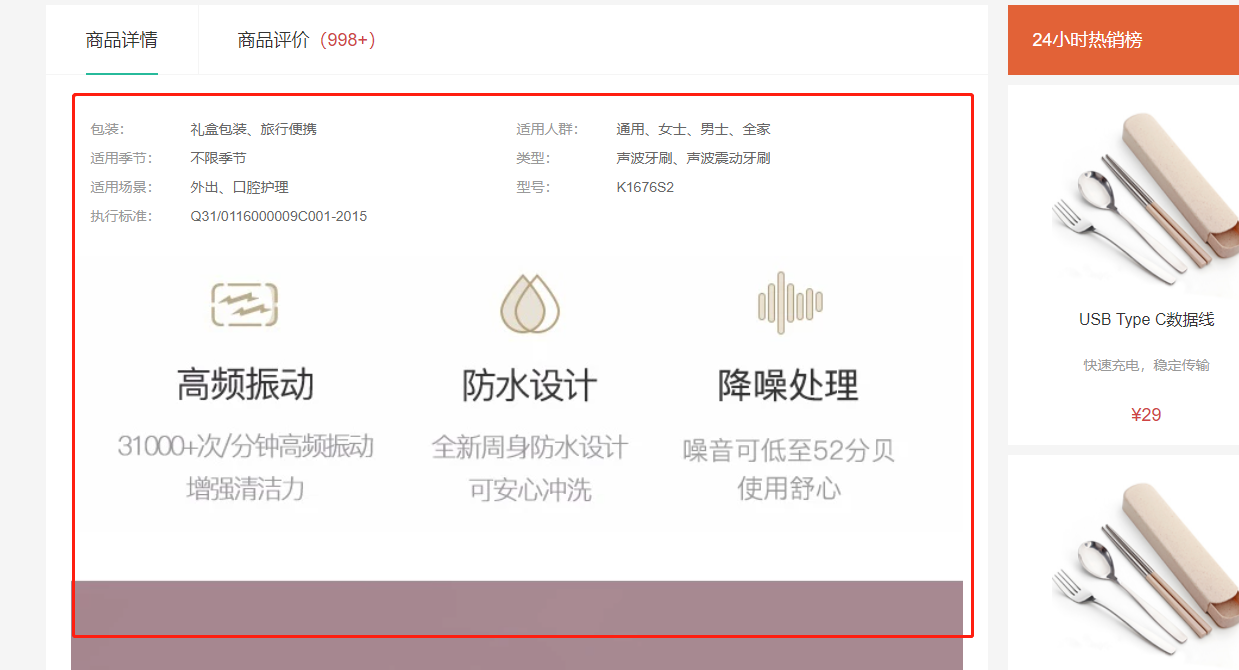 商品详情
商品评价（998+）
24小时热销榜
包装： 礼盒包装、旅行便携 适用人群： 通用、女士、男士、全家
适用季节： 不限季节 类型： 声波牙刷、声波震动牙刷
适用场景： 外出、口腔护理 型号： K1676S2
执行标准： Q31/0116000009C001-2015
高频振动
31000+次/分钟高频振动
增强清洁力
防水设计
全新周身防水设计
可安心冲洗
降噪处理
噪音可低至52分贝
使用舒心
USB Type C数据线
快速充电，稳定传输
¥29